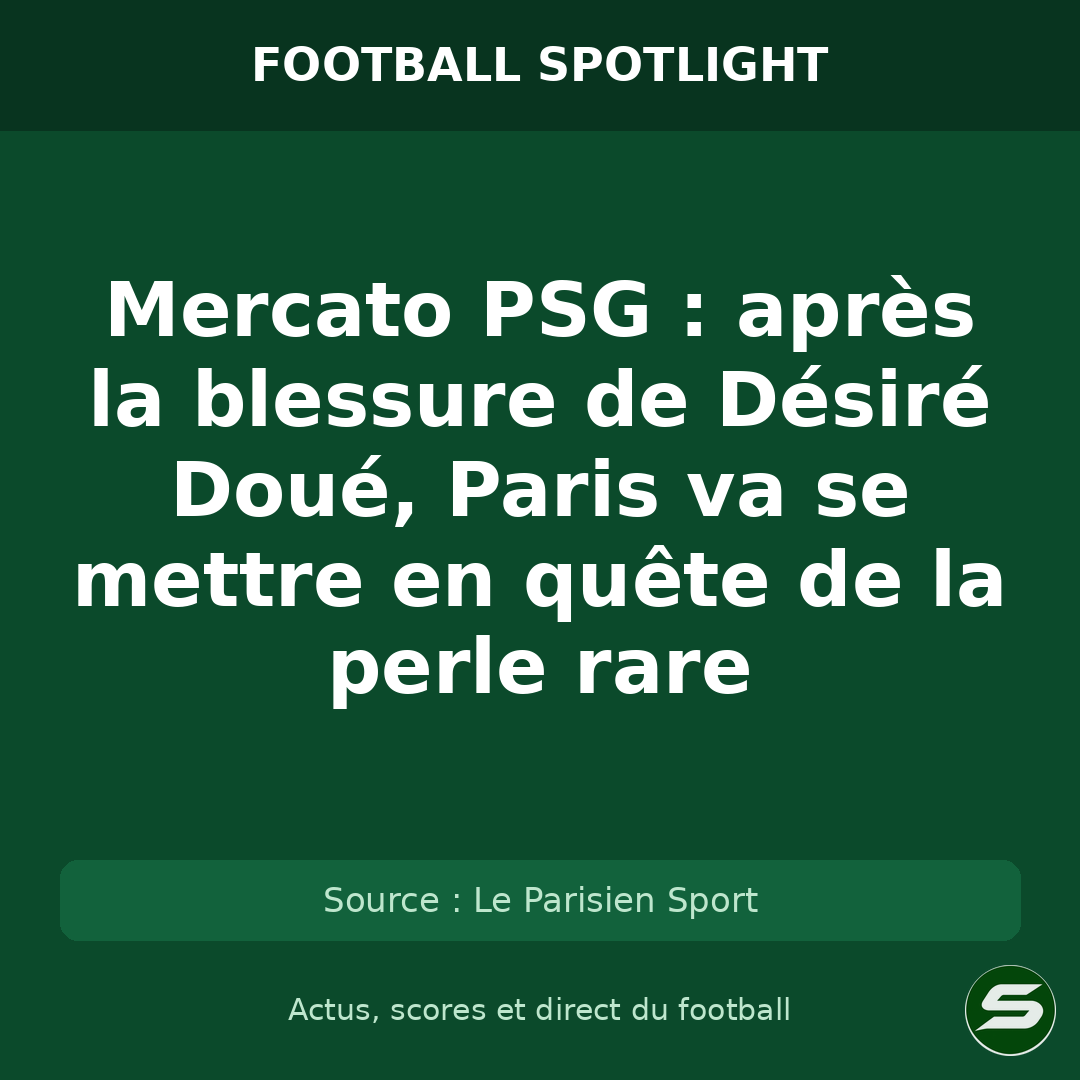 FOOTBALL SPOTLIGHT
Mercato PSG : après
la blessure de Désiré
Doué, Paris va se
mettre en quête de la
perle rare
Source : Le Parisien Sport
Actus, scores et direct du football
S